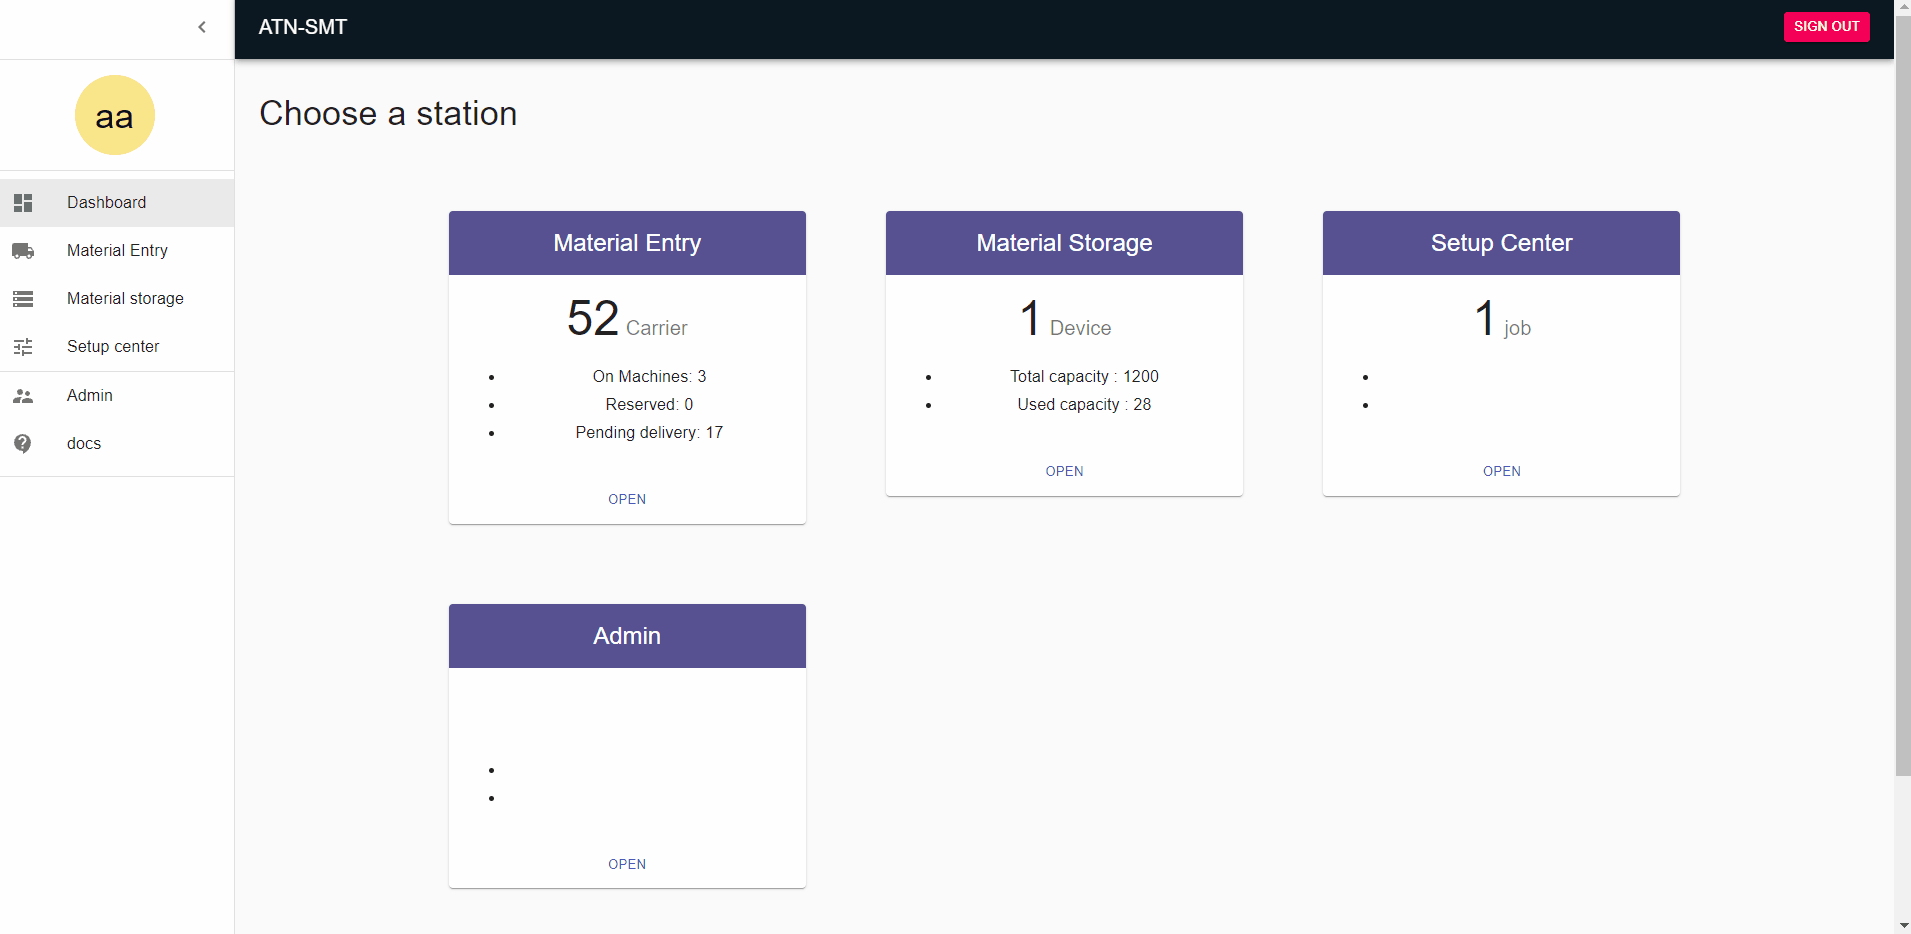 ATN-SMT
SIGN OUT
aa
Dashboard
Material Entry
Material storage
Setup center
Admin
docs
Choose a station
Material Entry
52 Carrier
On Machines: 3
Reserved: 0
Pending delivery: 17
OPEN
Material Storage
1 Device
Total capacity : 1200
Used capacity : 28
OPEN
Setup Center
1 job
OPEN
Admin
OPEN